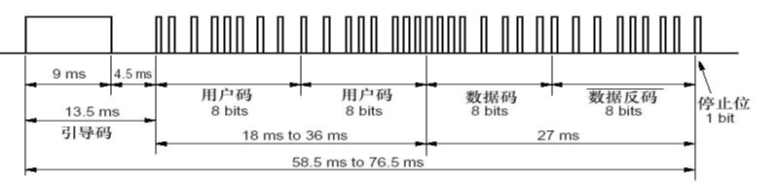 9 ms
4.5 ms
用户码
8 bits
用户码
8 bits
数据码
8 bits
数据反码
8 bits
停止位
1 bit
13.5 ms
引导码
18 ms to 36 ms
27 ms
58.5 ms to 76.5 ms